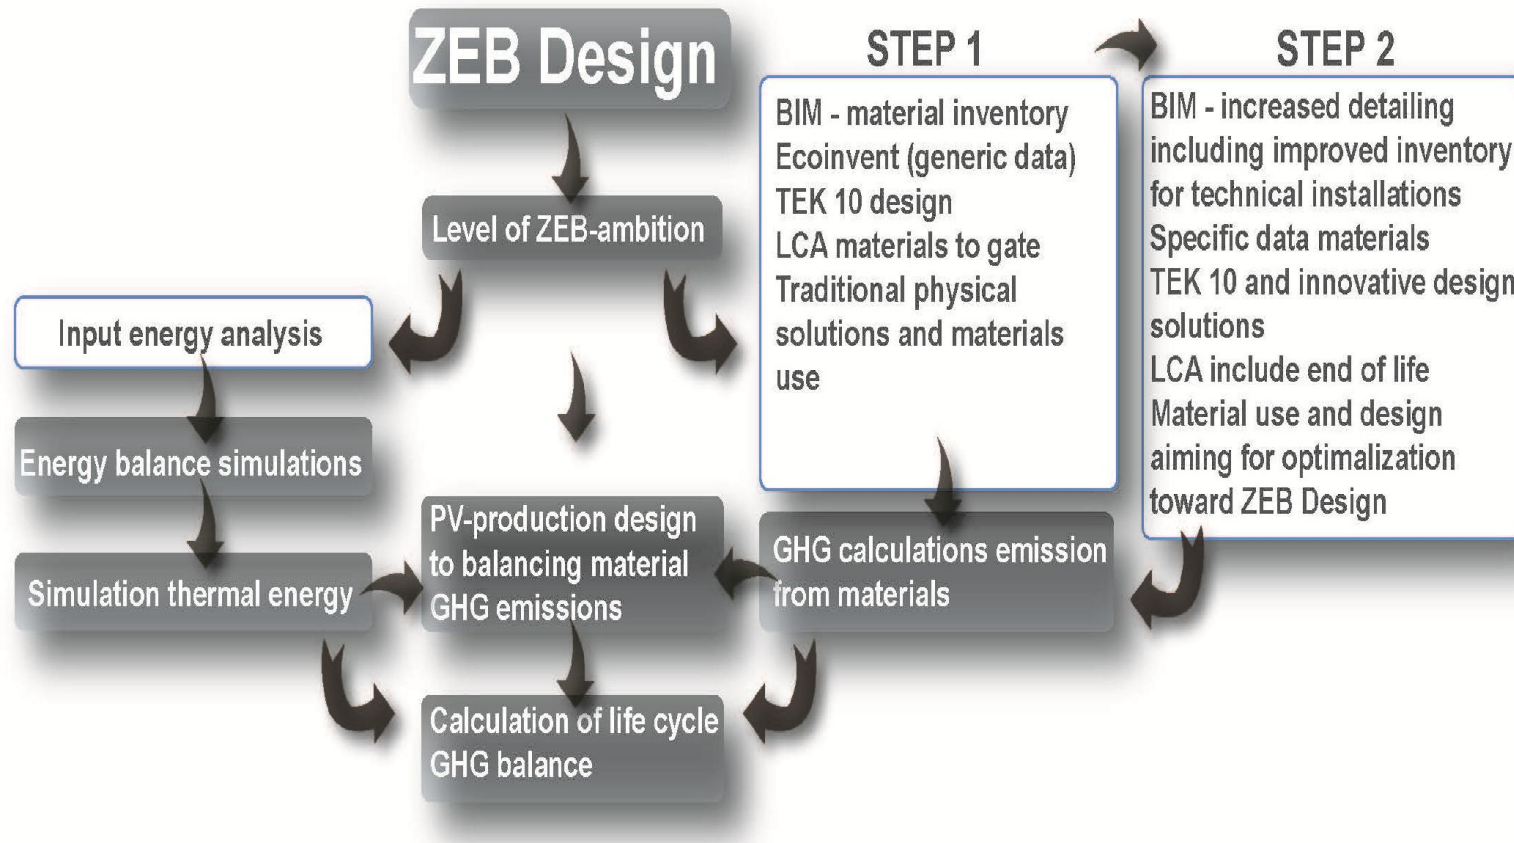 ZEB Design
Level of ZEB-ambition
Input energy analysis
Energy balance simulations
Simulation thermal energy
PV-production design
to balancing material
GHG emissions
Calculation of life cycle
GHG balance
STEP 1
BIM - material inventory
Ecoinvent (generic data)
TEK 10 design
LCA materials to gate
Traditional physical
solutions and materials
use
GHG calculations emission
from materials
STEP 2
BIM - increased detailing
including improved inventory
for technical installations
Specific data materials
TEK 10 and innovative design
solutions
LCA include end of life
Material use and design
aiming for optimalization
toward ZEB Design